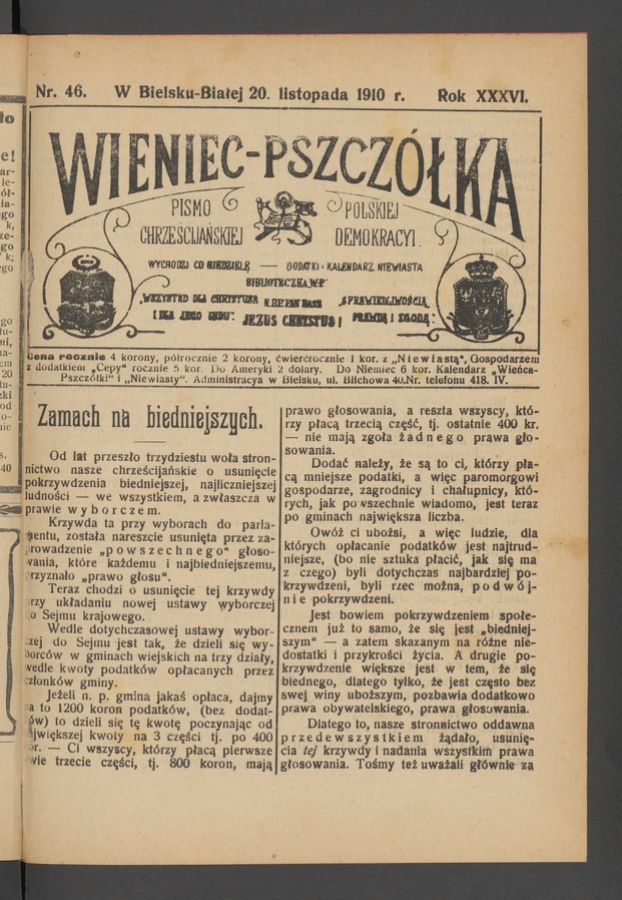 Nr. 46. W Bielsku-Białej 20. listopada 1910 r. Rok XXXVI.
WIENIEC-PSZCZÓŁKA
PISMO POLSKIEJ
CHRZEŚCIJAŃSKIEJ DEMOKRACYI.
WYCHODZI CO NIEDZIELĘ — DODATKI - KALENDARZ NIEWIASTA
„WSZYSTKO DLA CHRYSTUSA SPRAWIEDLIWOŚCIĄ
JEZUS CHRYSTUS! PRAWDĄ I ZGODĄ."
Cena rocznie 4 korony, półrocznie 2 korony, ćwierćrocznie 1 kor. z „Niewiastą“, Gospodarzem
z dodatkiem „Cepy“ rocznie 5 kor. Do Ameryki 2 dolary. Do Niemiec 6 kor. Kalendarz „Wieńca-
Pszczółki“ i „Niewiasty“. Administracya w Bielsku, ul. Blichowa 40. Nr. telefonu 418. IV.
Zamach na biedniejszych.
Od lat przeszło trzydziestu woła stron-
nictwo nasze chrześcijańskie o usunięcie
pokrzywdzenia biedniejszej, najliczniejszej
ludności — we wszystkiem, a zwłaszcza w
prawie wyborczem.
Krzywda ta przy wyborach do parla-
mentu, została nareszcie usunięta przez za-
prowadzenie „powszechnego“ głoso-
wania, które każdemu i najbiedniejszemu,
przyznało „prawo głosu“.
Teraz chodzi o usunięcie tej krzywdy
przy układaniu nowej ustawy wyborczej
do Sejmu krajowego.
Wedle dotychczasowej ustawy wybor-
czej do Sejmu jest tak, że dzieli się wy-
borców w gminach wiejskich na trzy działy,
wedle kwoty podatków opłacanych przez
członków gminy.
Jeżeli n. p. gmina jakaś opłaca, dajmy
na to 1200 koron podatków, (bez dodat-
ków) to dzieli się tę kwotę poczynając od
największej kwoty na 3 części tj. po 400
kor. — Ci wszyscy, którzy płacą pierwsze
dwie trzecie części, tj. 800 koron, mają
prawo głosowania, a reszta wszyscy, któ-
rzy płacą trzecią część, tj. ostatnie 400 kr.
— nie mają zgoła żadnego prawa gło-
sowania.
Dodać należy, że są to ci, którzy pła-
cą mniejsze podatki, a więc paromorgowi
gospodarze, zagrodnicy i chałupnicy, któ-
rych, jak powszechnie wiadomo, jest teraz
po gminach największa liczba.
Owóż ci ubożsi, a więc ludzie, dla
których opłacanie podatków jest najtrud-
niejsze, (bo nie sztuka płacić, jak się ma
z czego) byli dotychczas najbardziej po-
krzywdzeni, byli rzec można, podwój-
nie pokrzywdzeni.
Jest bowiem pokrzywdzeniem społe-
cznem już to samo, że się jest „biedniej-
szym“ — a zatem skazanym na różne nie-
dostatki i przykrości życia. A drugie po-
krzywdzenie większe jest w tem, że się
biednego, dlatego tylko, że jest często bez
swej winy uboższym, pozbawia dodatkowo
prawa obywatelskiego, prawa głosowania.
Dlatego to, nasze stronnictwo oddawna
przedewszystkiem żądało, usunię-
cia tej krzywdy i nadania wszystkim prawa
głosowania. Tośmy też uważali głównie za